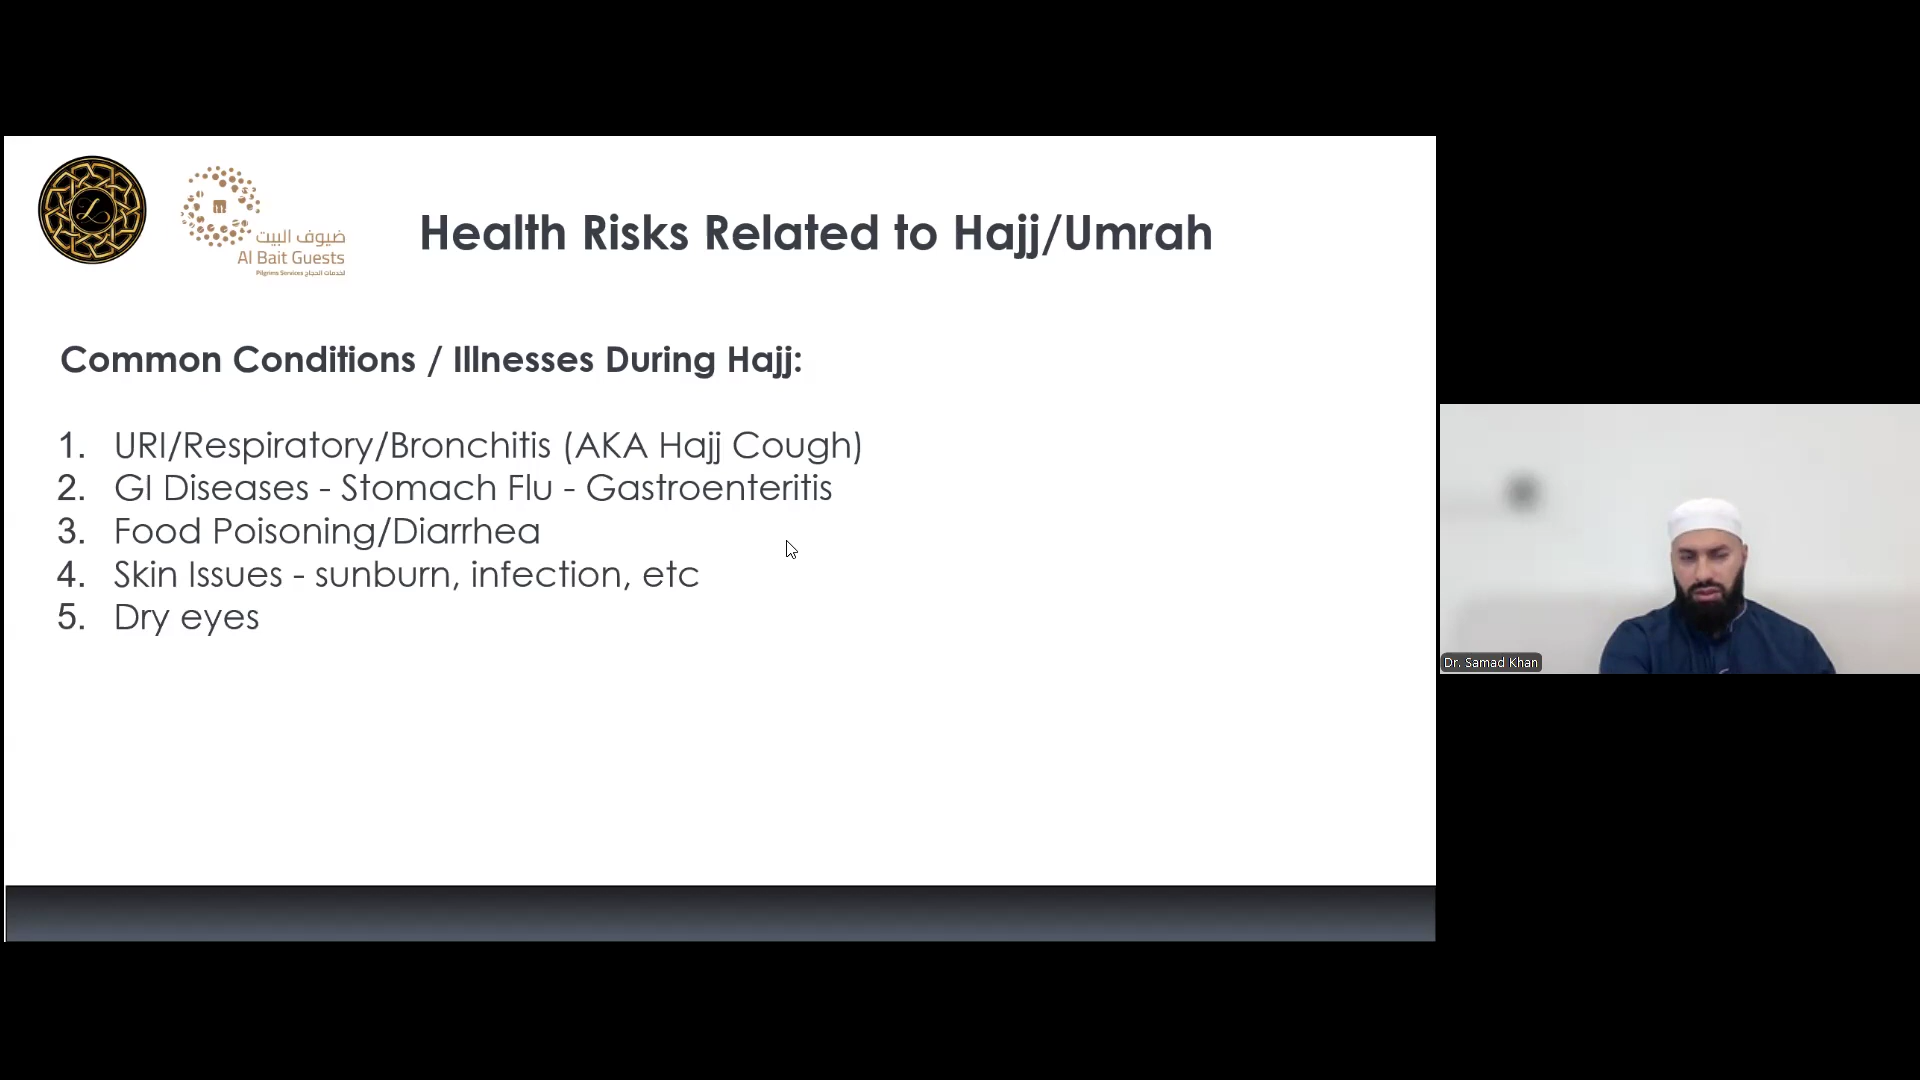 ضيوف البيت
Al Bait Guests
Pilgrims Services لخدمات الحجاج
Health Risks Related to Hajj/Umrah
Common Conditions / Illnesses During Hajj:
1. URI/Respiratory/Bronchitis (AKA Hajj Cough)
2. GI Diseases - Stomach Flu - Gastroenteritis
3. Food Poisoning/Diarrhea
4. Skin Issues - sunburn, infection, etc
5. Dry eyes
Dr. Samad Khan